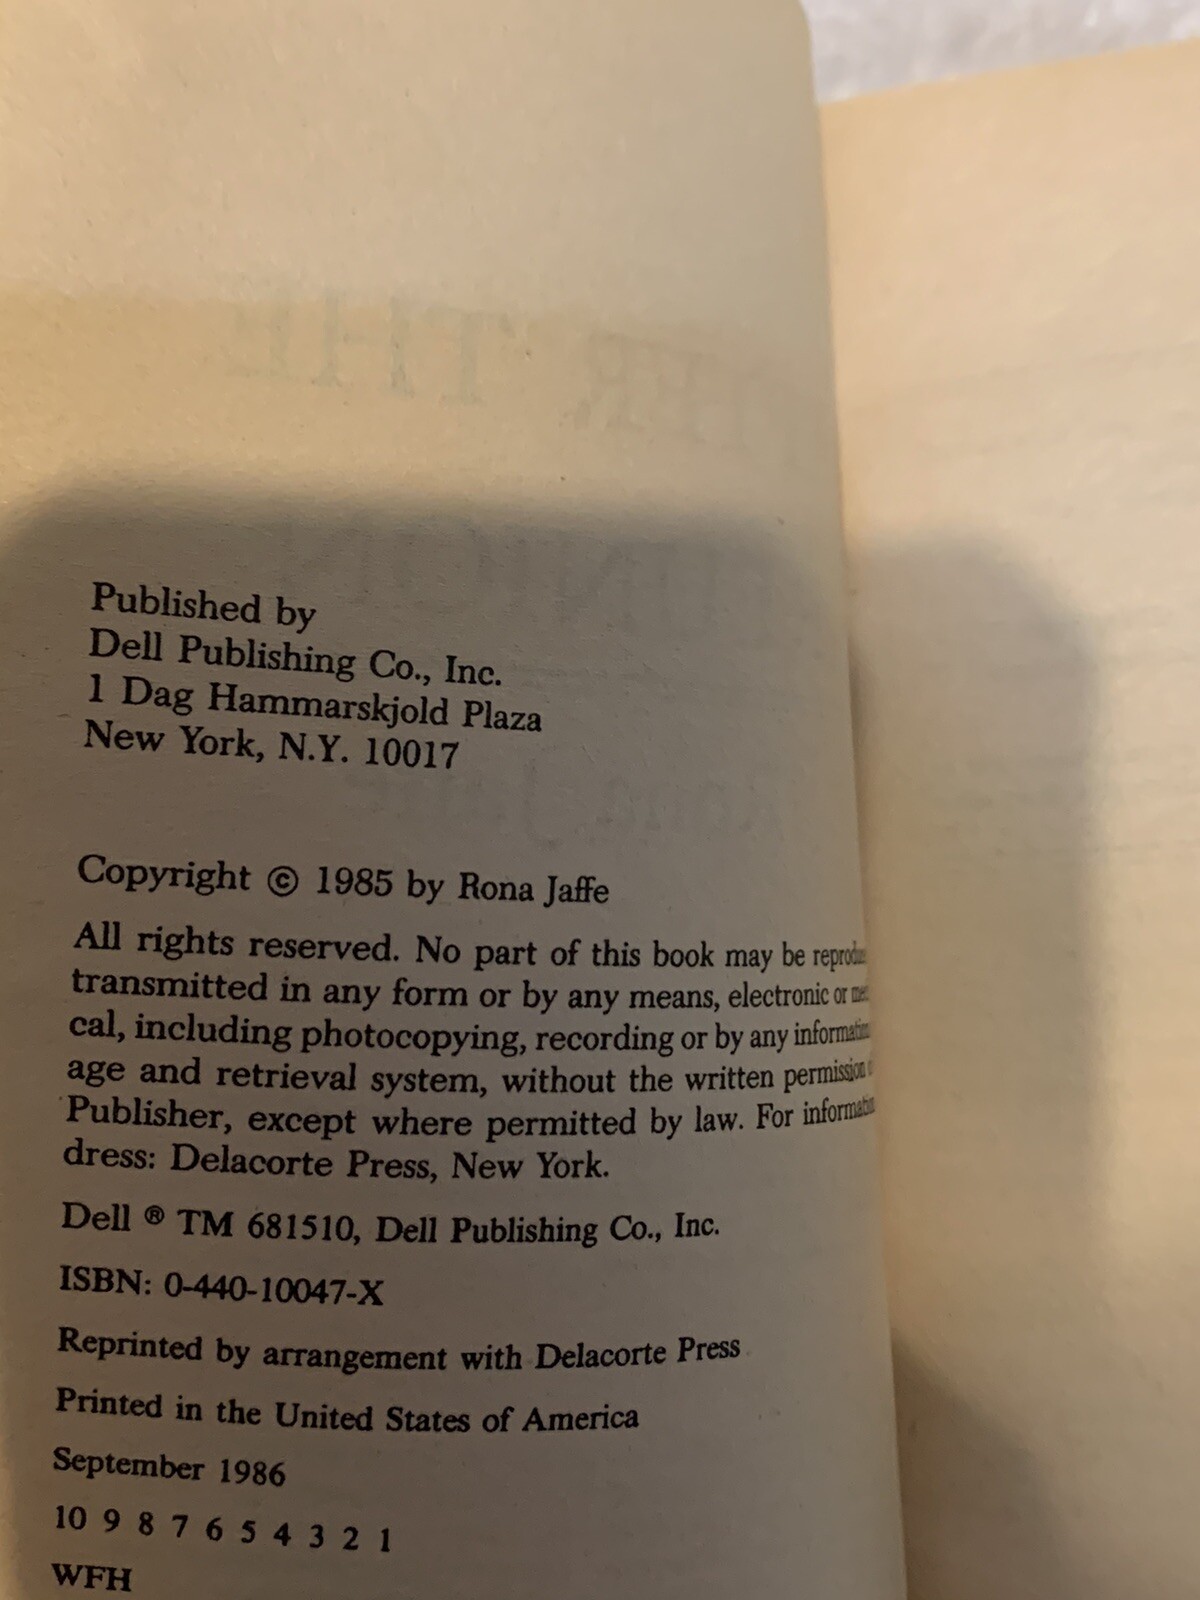 Published by
Dell Publishing Co., Inc.
1 Dag Hammarskjold Plaza
New York, N.Y. 10017
Copyright © 1985 by Rona Jaffe
All rights reserved. No part of this book may be
transmitted in any form or by any means, electronic or
cal, including photocopying, recording or by any
age and retrieval system, without the written permission
Publisher, except where permitted by law. For
dress: Delacorte Press, New York.
Dell ® TM 681510, Dell Publishing Co., Inc.
ISBN: 0-440-10047-X
Reprinted by arrangement with Delacorte Press
Printed in the United States of America
September 1986
10 9 8 7 6 5 4 3 2 1
WFH